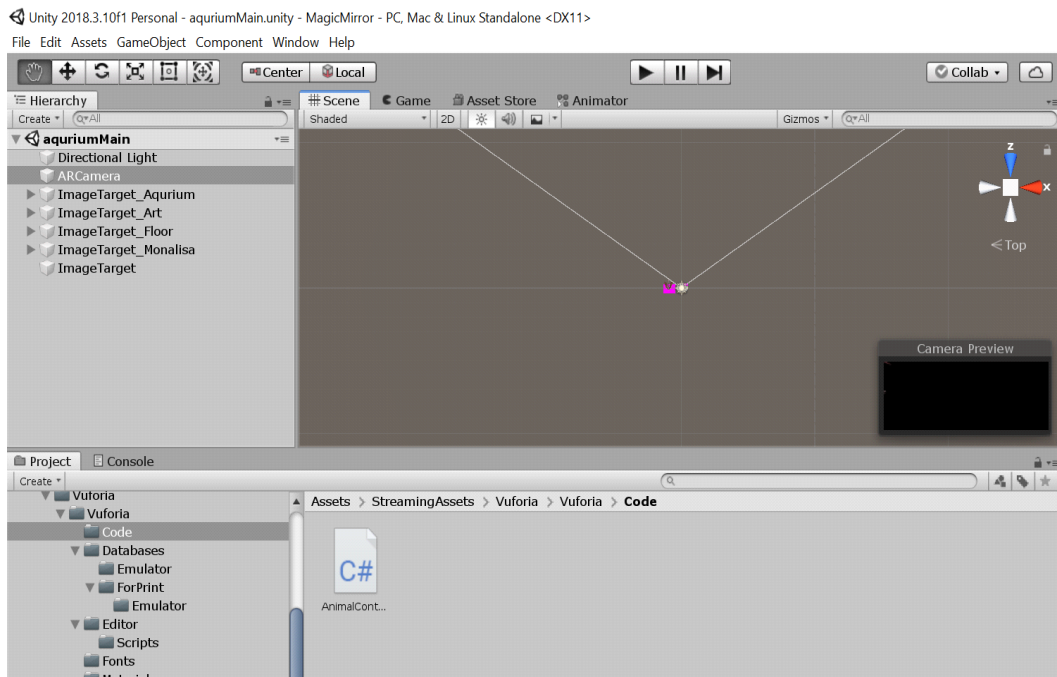 Unity 2018.3.10f1 Personal - aquriumMain.unity - MagicMirror - PC, Mac & Linux Standalone <DX11>
File Edit Assets GameObject Component Window Help
Center Local Collab
Hierarchy
Create All
aquriumMain
Directional Light
ARCamera
ImageTarget_Aqurium
ImageTarget_Art
ImageTarget_Floor
ImageTarget_Monalisa
ImageTarget
Scene Game Asset Store Animator
Shaded 2D Gizmos All
z
x
Top
Camera Preview
Project Console
Create
Vuforia
Vuforia
Code
Databases
Emulator
ForPrint
Emulator
Editor
Scripts
Fonts
Assets > StreamingAssets > Vuforia > Vuforia > Code
C#
AnimalCont...